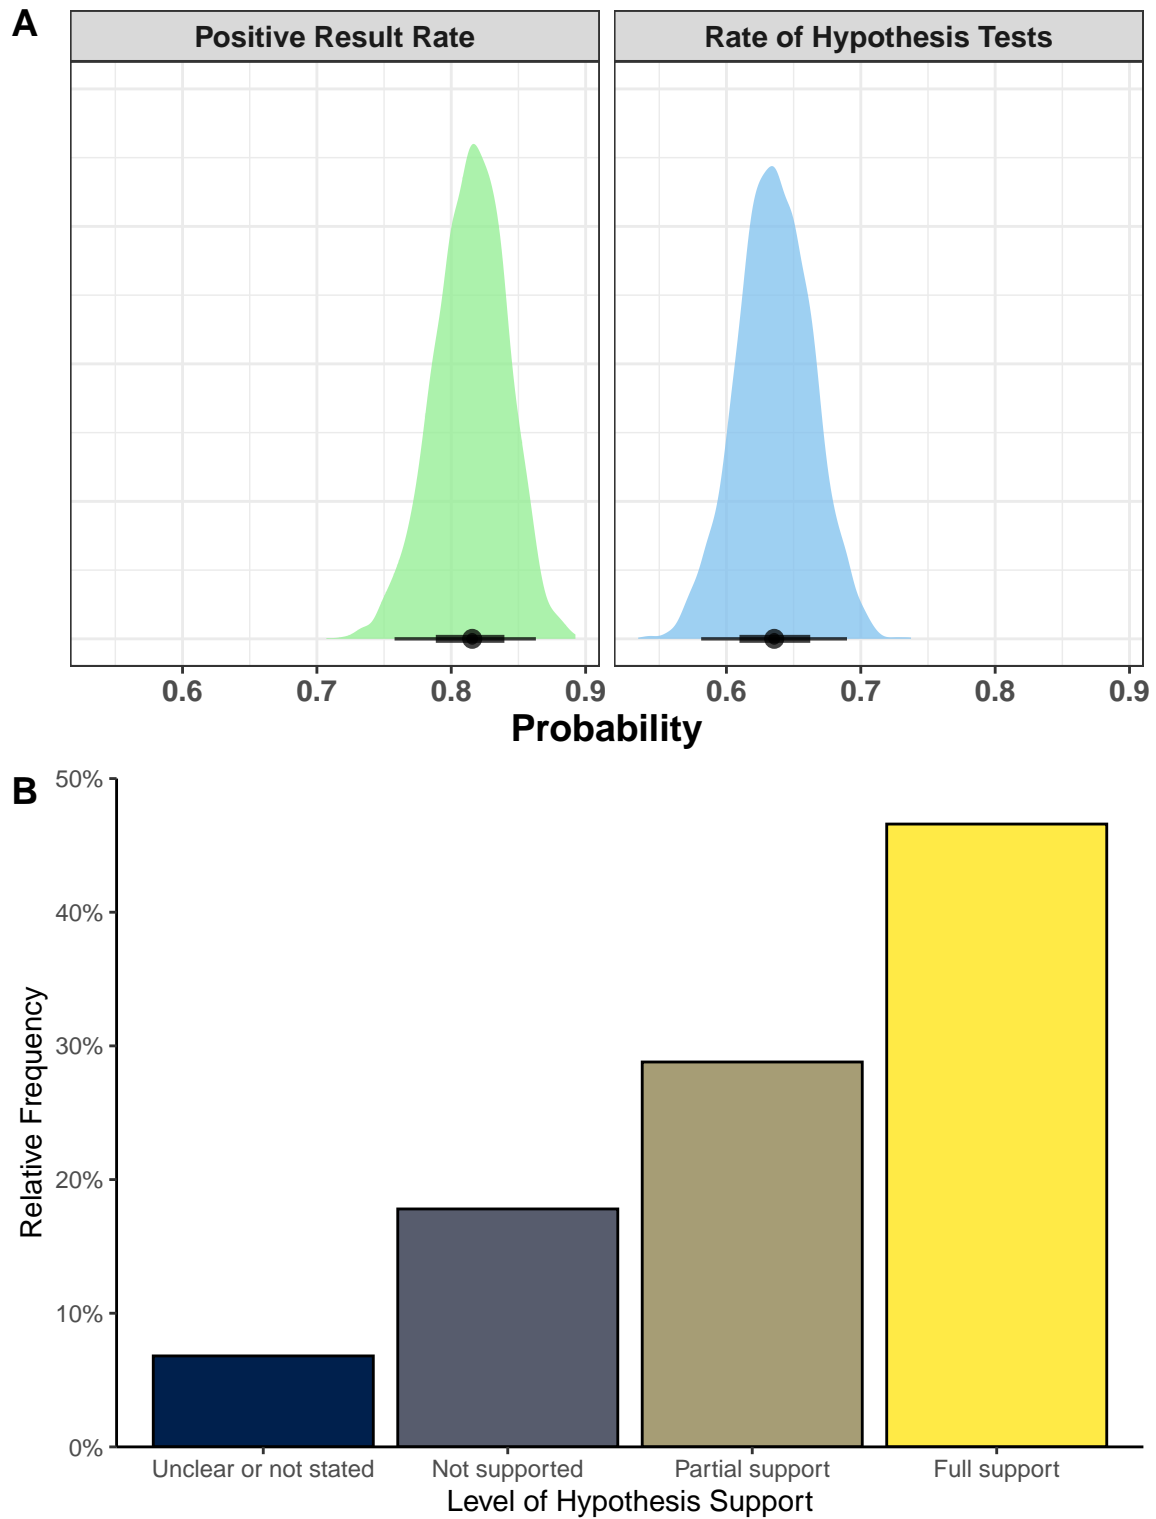 A
Positive Result Rate
Rate of Hypothesis Tests
0.6 0.7 0.8 0.9
0.6 0.7 0.8 0.9
Probability
B
50%
40%
30%
20%
10%
0%
Relative Frequency
Unclear or not stated
Not supported
Partial support
Full support
Level of Hypothesis Support